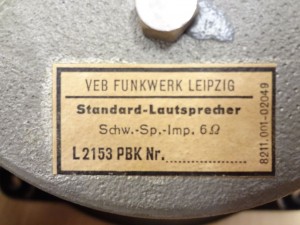 VEB FUNKWERK LEIPZIG
Standard-Lautsprecher
Schw.-Sp.-Imp. 6Ω
L 2153 PBK Nr.
8211.001-02049